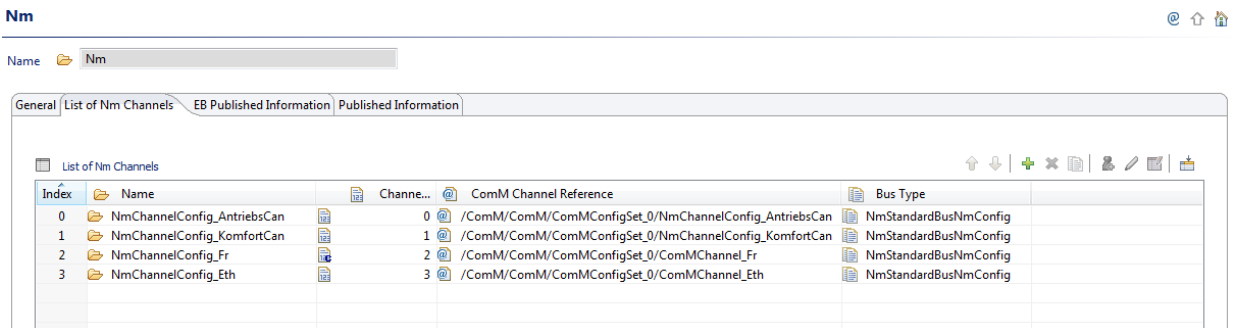 Nm
Name Nm
General List of Nm Channels EB Published Information Published Information
List of Nm Channels
Index Name Channe... ComM Channel Reference Bus Type
0 NmChannelConfig_AntriebsCan 0 /ComM/ComM/ComMConfigSet_0/NmChannelConfig_AntriebsCan NmStandardBusNmConfig
1 NmChannelConfig_KomfortCan 1 /ComM/ComM/ComMConfigSet_0/NmChannelConfig_KomfortCan NmStandardBusNmConfig
2 NmChannelConfig_Fr 2 /ComM/ComM/ComMConfigSet_0/ComMChannel_Fr NmStandardBusNmConfig
3 NmChannelConfig_Eth 3 /ComM/ComM/ComMConfigSet_0/ComMChannel_Eth NmStandardBusNmConfig